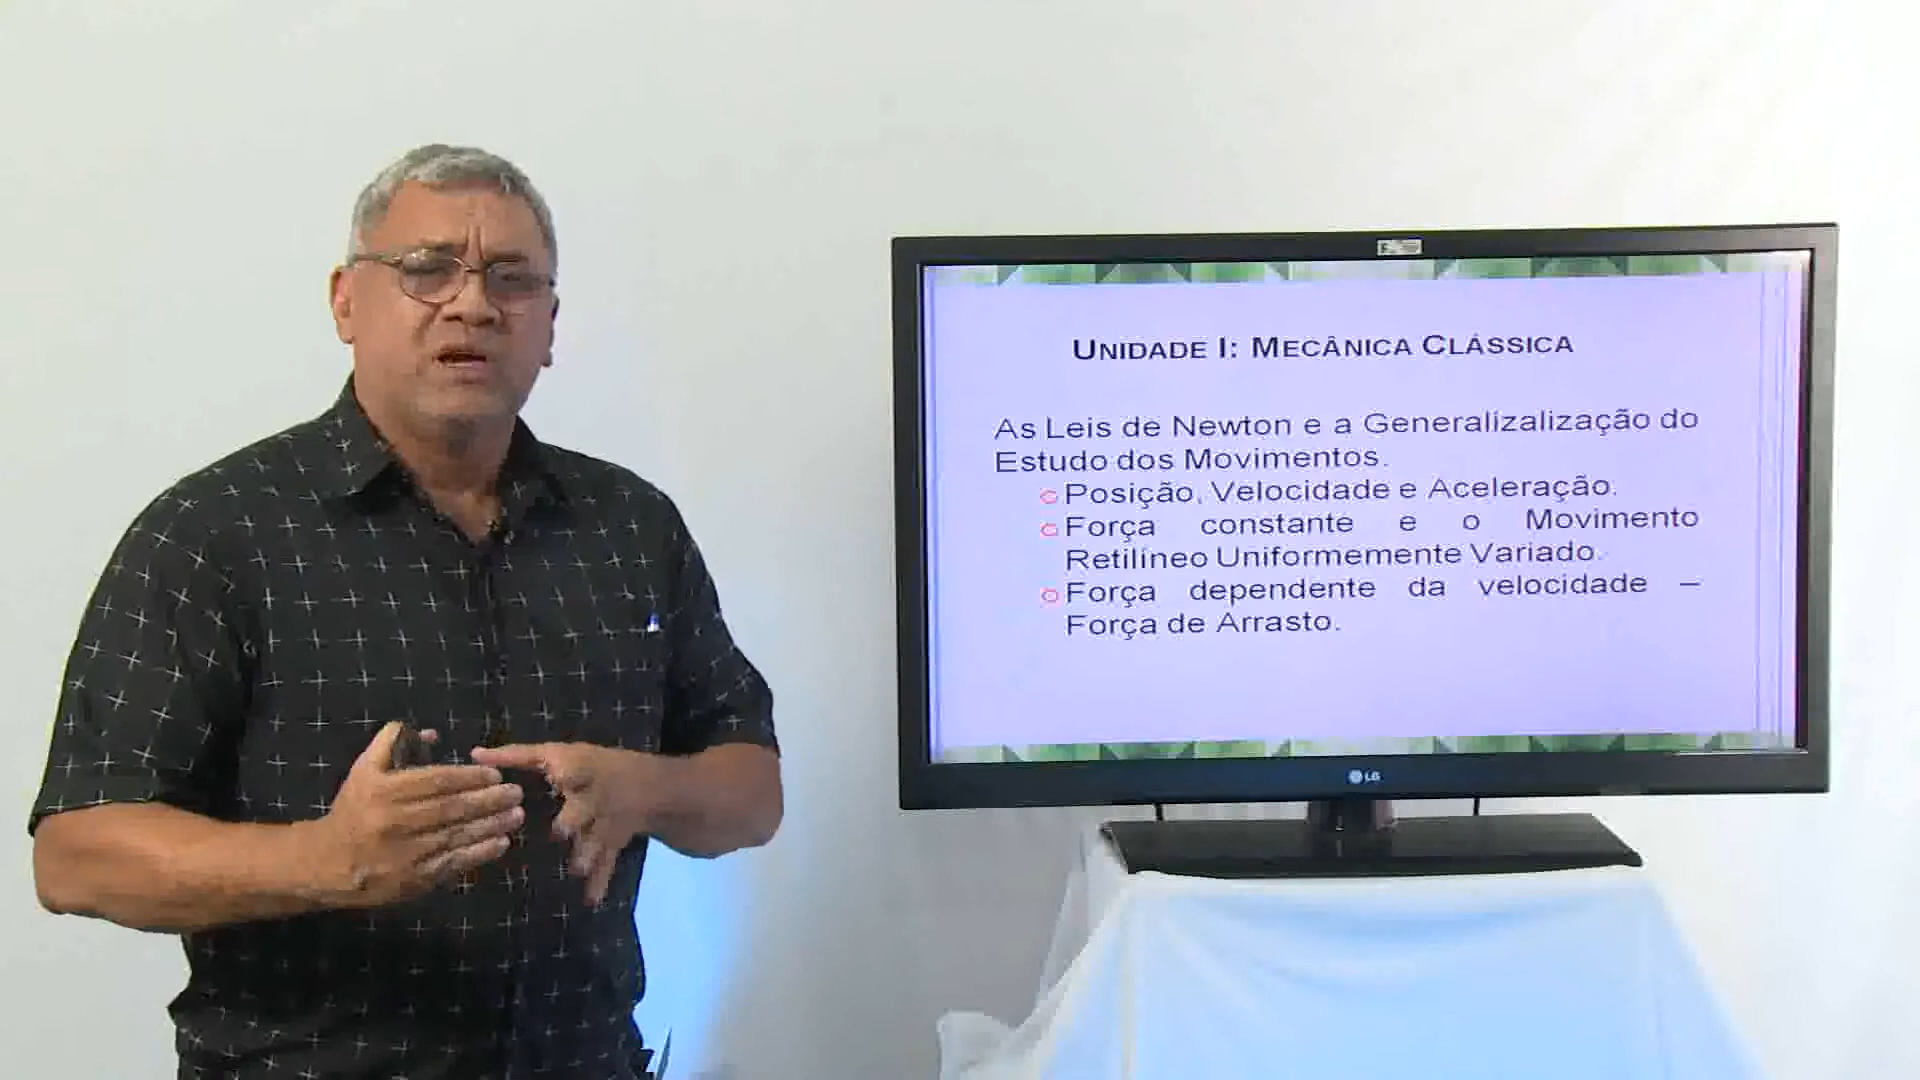 UNIDADE I: MECÂNICA CLÁSSICA
As Leis de Newton e a Generalizalização do
Estudo dos Movimentos.
Posição, Velocidade e Aceleração.
Força constante e o Movimento
Retilíneo Uniformemente Variado.
Força dependente da velocidade –
Força de Arrasto.
LG